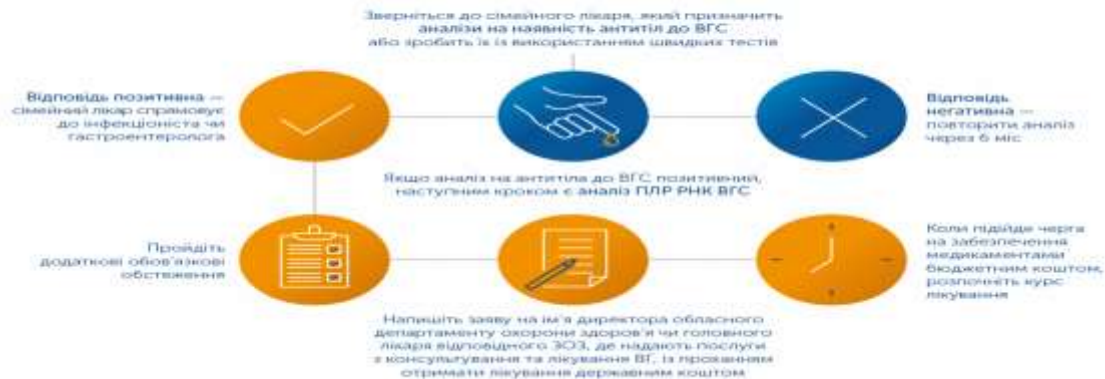 Зверніться до сімейного лікаря, який призначить
аналізи на наявність антитіл до ВГС
або зробить їх із використанням швидких тестів
Відповідь позитивна —
сімейний лікар спрямовує
до інфекціоніста чи
гастроентеролога
Відповідь
негативна —
повторити аналіз
через 6 міс
Якщо аналіз на антитіла до ВГС позитивний,
наступним кроком є аналіз ПЛР РНК ВГС
Пройдіть
додаткові обов'язкові
обстеження
Напишіть заяву на ім'я директора обласного
департаменту охорони здоров'я чи головного
лікаря відповідного ЗОЗ, де надають послуги
з консультування та лікування ВГ, із проханням
отримати лікування державним коштом
Коли підійде черга
на забезпечення
медикаментами
бюджетним коштом,
розпочніть курс
лікування